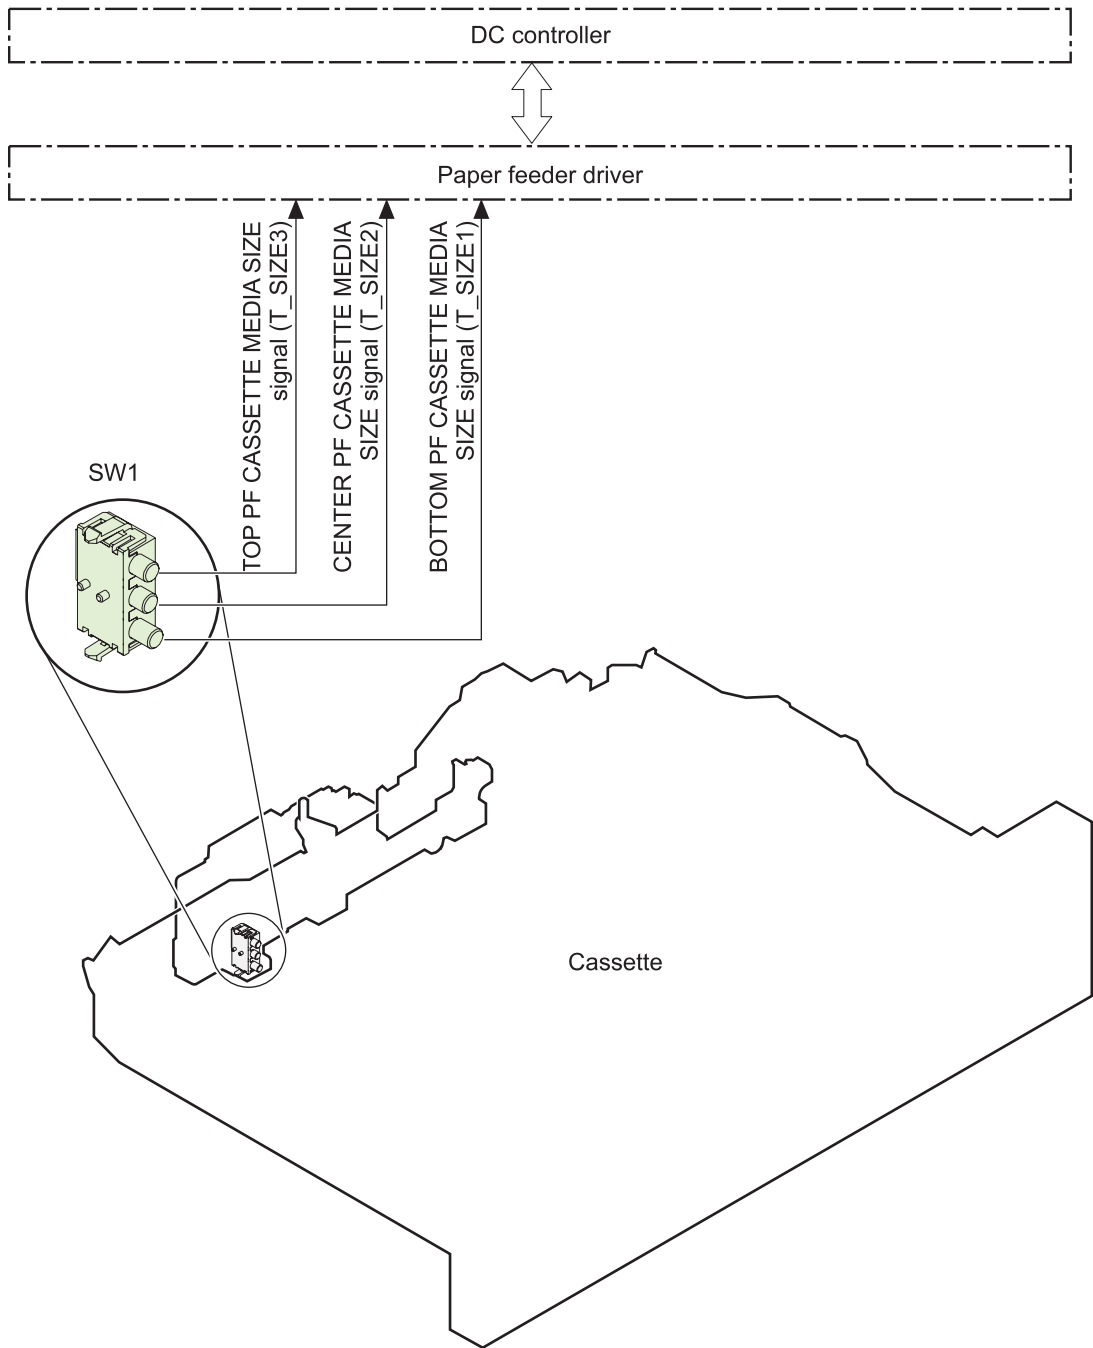 DC controller
Paper feeder driver
TOP PF CASSETTE MEDIA SIZE
signal (T_SIZE3)
CENTER PF CASSETTE MEDIA
SIZE signal (T_SIZE2)
BOTTOM PF CASSETTE MEDIA
SIZE signal (T_SIZE1)
SW1
Cassette